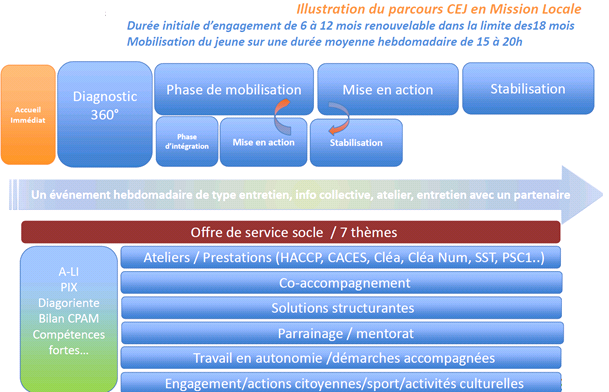 Illustration du parcours CEJ en Mission Locale
Durée initiale d'engagement de 6 à 12 mois renouvelable dans la limite des18 mois
Mobilisation du jeune sur une durée moyenne hebdomadaire de 15 à 20h
Accueil
Immédiat
Diagnostic
360°
Phase de mobilisation
Mise en action
Stabilisation
Phase
d'intégration
Mise en action
Stabilisation
Un événement hebdomadaire de type entretien, info collective, atelier, entretien avec un partenaire
Offre de service socle / 7 thèmes
A-LI
PIX
Diagoriente
Bilan CPAM
Compétences
fortes…
Ateliers / Prestations (HACCP, CACES, Cléa, Cléa Num, SST, PSC1..)
Co-accompagnement
Solutions structurantes
Parrainage / mentorat
Travail en autonomie /démarches accompagnées
Engagement/actions citoyennes/sport/activités culturelles